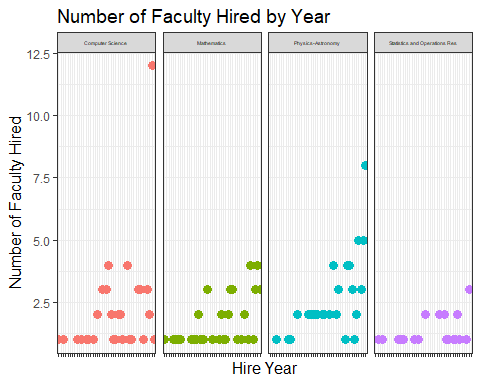 Number of Faculty Hired by Year
Computer Science
Mathematics
Physics-Astronomy
Statistics and Operations Res.
12.5
10.0
7.5
5.0
2.5
Number of Faculty Hired
Hire Year